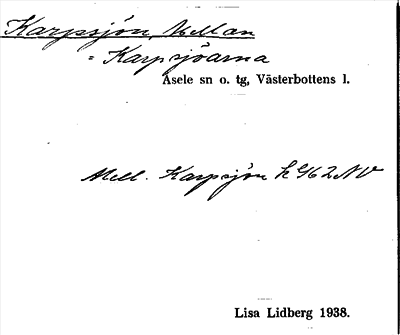 Karpsjön, Mellan
= Karpsjöarna
Åsele sn o. tg, Västerbottens l.
Mell. Karpsjön k 962 NV
Lisa Lidberg 1938.